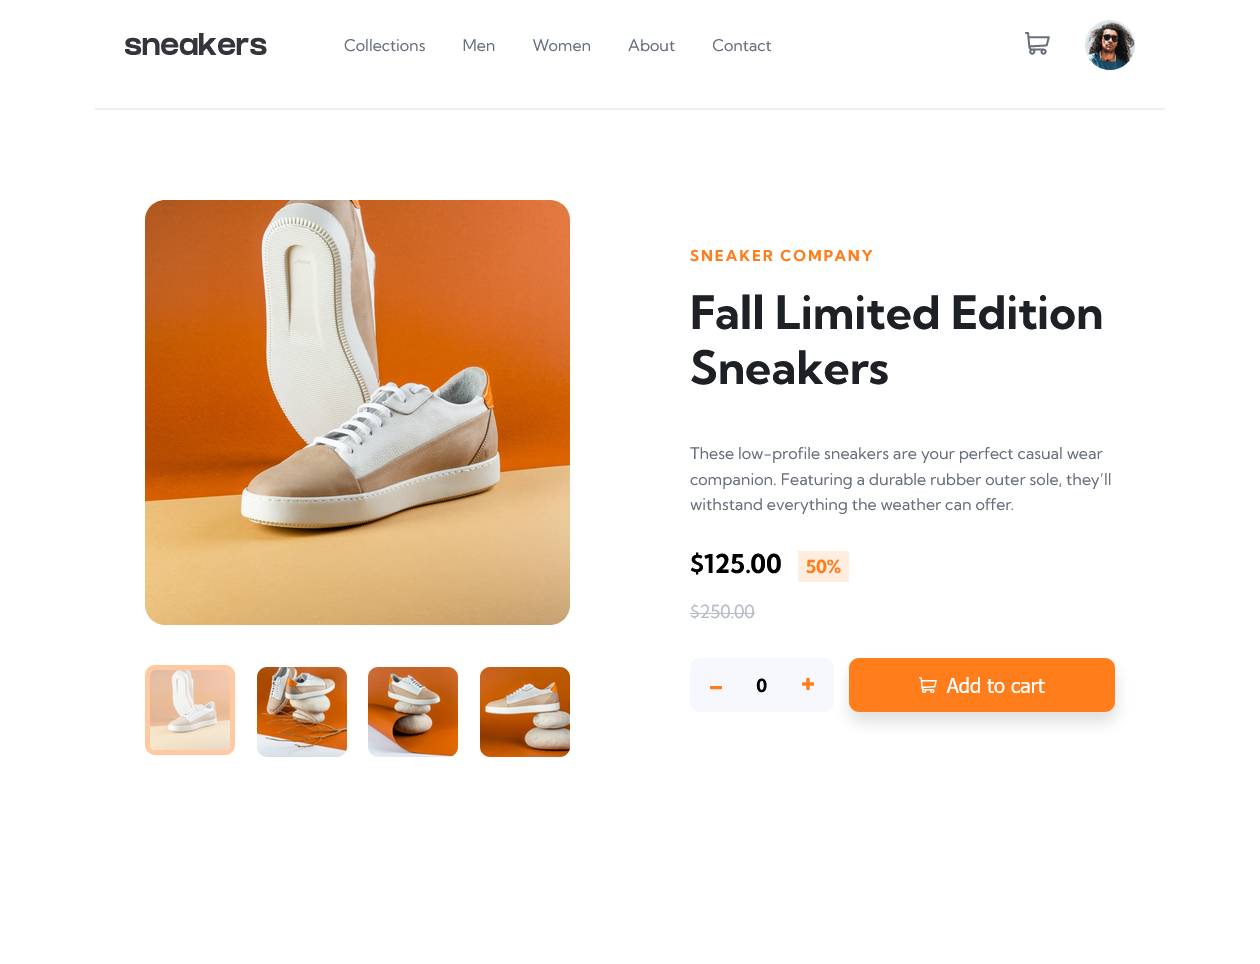 sneakers
Collections
Men
Women
About
Contact
SNEAKER COMPANY
Fall Limited Edition
Sneakers
These low-profile sneakers are your perfect casual wear
companion. Featuring a durable rubber outer sole, they’ll
withstand everything the weather can offer.
$125.00 50%
$250.00
– 0 +
Add to cart